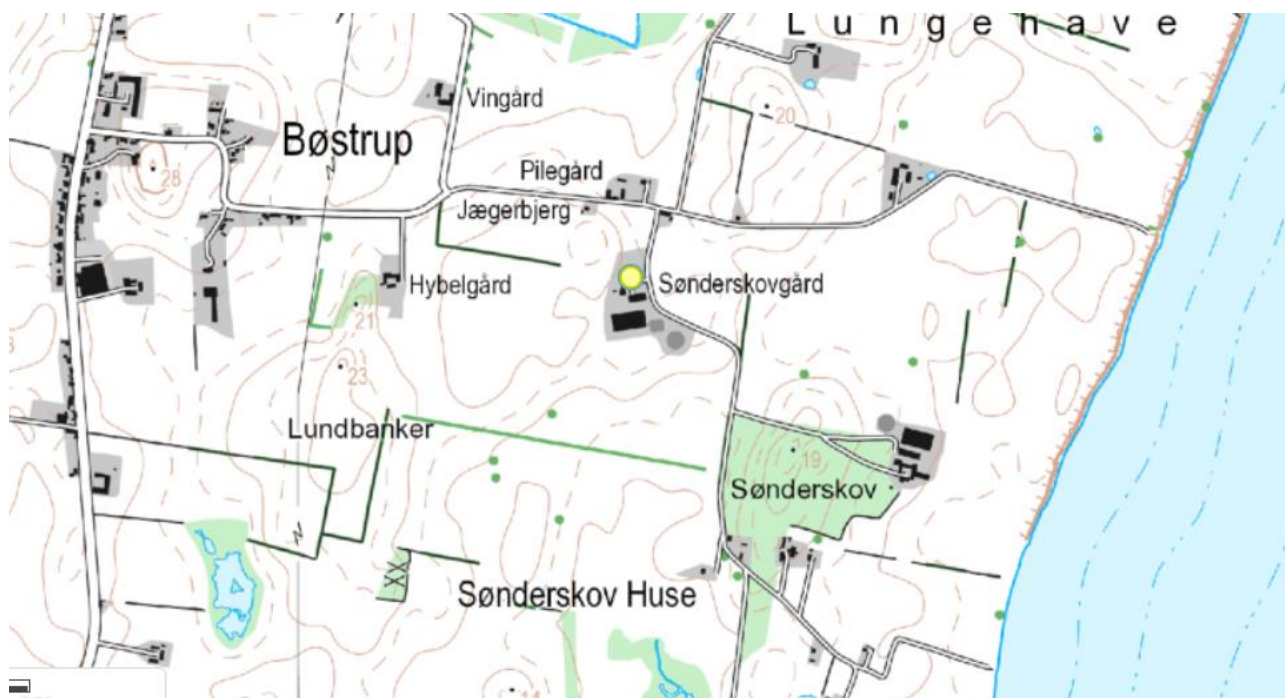 Lungehave
Vingård
20
Bøstrup
28
Pilegård
Jægerbjerg
Hybelgård
Sønderskovgård
21
23
Lundbanker
19
Sønderskov
Sønderskov Huse